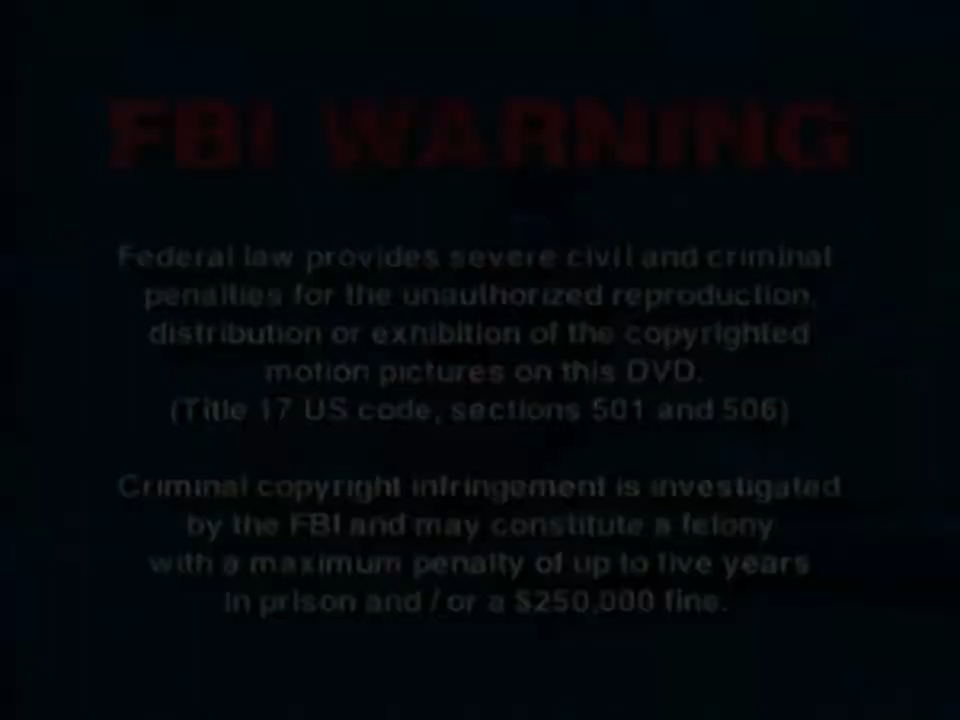 FBI WARNING
Federal law provides severe civil and criminal
penalties for the unauthorized reproduction,
distribution or exhibition of the copyrighted
motion pictures on this DVD.
(Title 17 US code, sections 501 and 506)
Criminal copyright infringement is investigated
by the FBI and may constitute a felony
with a maximum penalty of up to five years
in prison and / or a $250,000 fine.